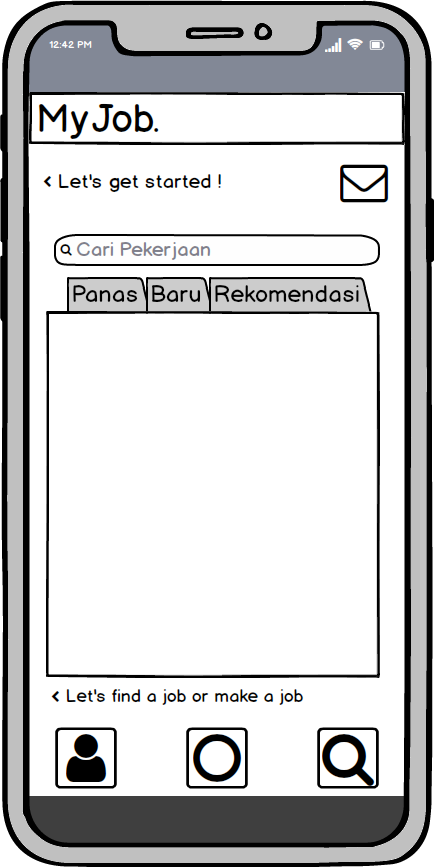 12:42 PM
MyJob.
Let's get started !
Cari Pekerjaan
Panas Baru Rekomendasi
Let's find a job or make a job